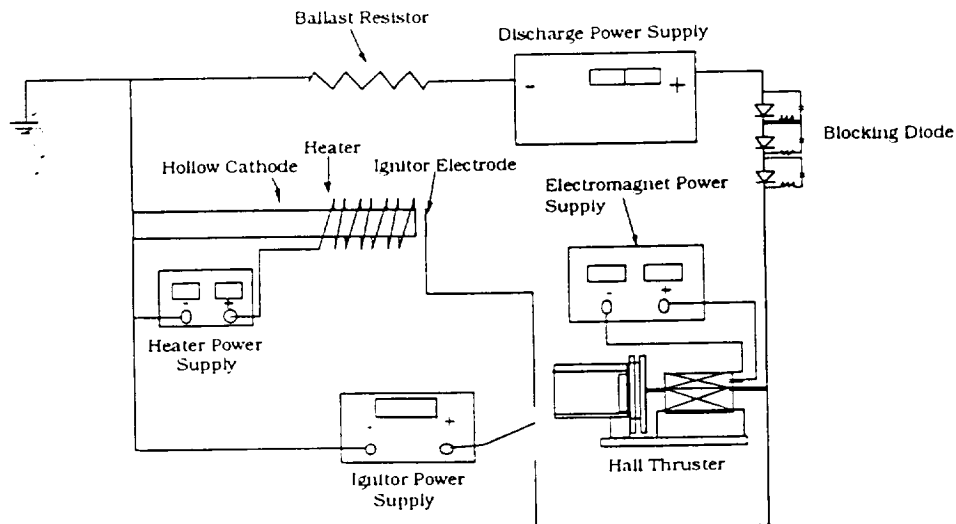 Ballast Resistor
Discharge Power Supply
- +
Blocking Diode
Heater
Hollow Cathode
Ignitor Electrode
Electromagnet Power
Supply
- +
- +
Heater Power
Supply
- +
Hall Thruster
Ignitor Power
Supply